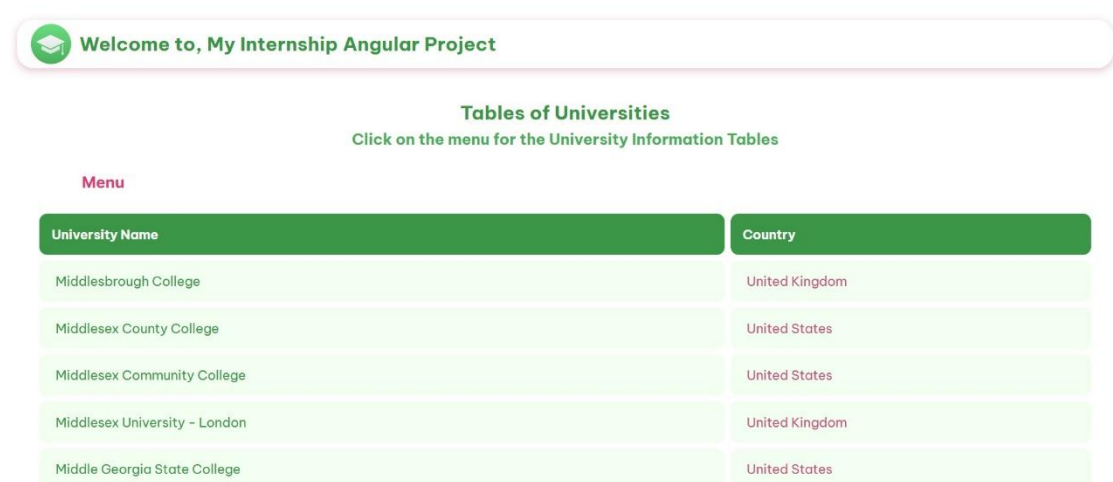 Welcome to, My Internship Angular Project
Tables of Universities
Click on the menu for the University Information Tables
Menu
University Name Country
Middlesbrough College United Kingdom
Middlesex County College United States
Middlesex Community College United States
Middlesex University - London United Kingdom
Middle Georgia State College United States